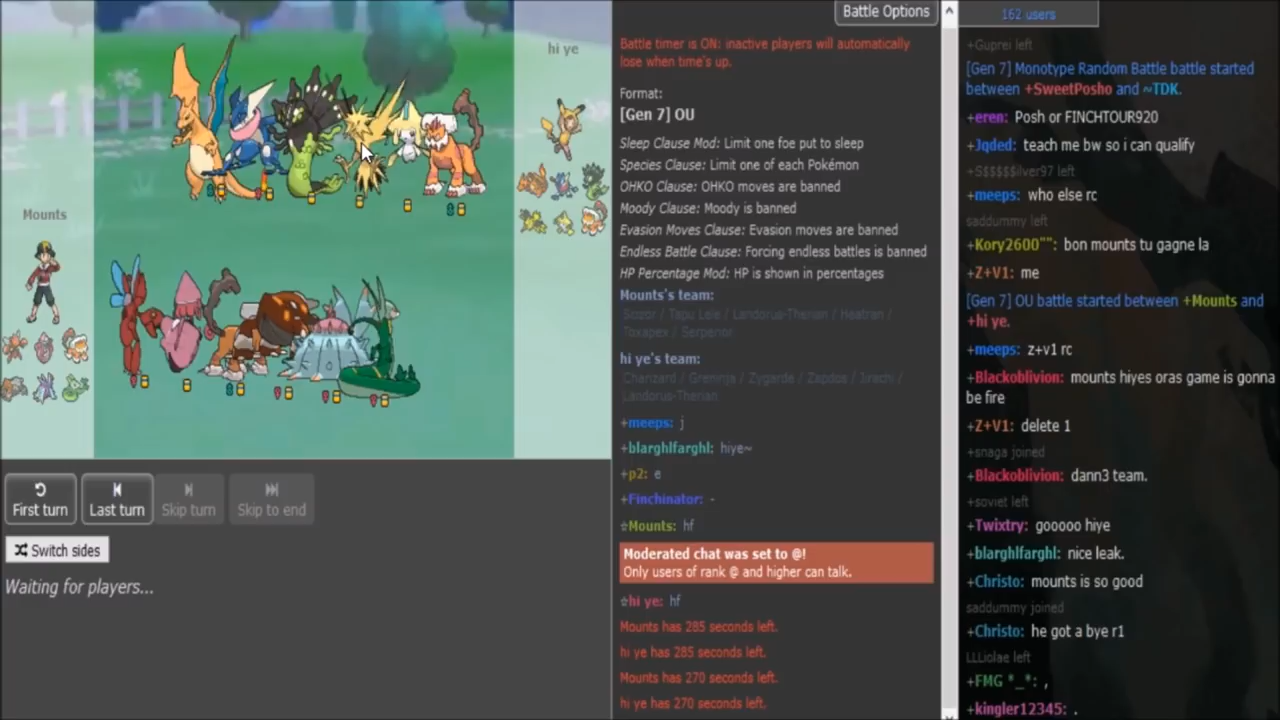 hi ye
Mounts
First turn
Last turn
Skip turn
Skip to end
Switch sides
Waiting for players...
Battle Options
Battle timer is ON: inactive players will automatically
lose when time's up.
Format:
[Gen 7] OU
Sleep Clause Mod: Limit one foe put to sleep
Species Clause: Limit one of each Pokémon
OHKO Clause: OHKO moves are banned
Moody Clause: Moody is banned
Evasion Moves Clause: Evasion moves are banned
Endless Battle Clause: Forcing endless battles is banned
HP Percentage Mod: HP is shown in percentages
Mounts's team:
Scizor / Tapu Lele / Landorus-Therian / Heatran /
Toxapex / Serperior
hi ye's team:
Charizard / Greninja / Zygarde / Zapdos / Jirachi /
Landorus-Therian
+meeps: j
+blarghlfarghl: hiye~
+p2: e
+Finchinator: -
☆Mounts: hf
Moderated chat was set to @!
Only users of rank @ and higher can talk.
☆hi ye: hf
Mounts has 285 seconds left.
hi ye has 285 seconds left.
Mounts has 270 seconds left.
hi ye has 270 seconds left.
162 users
+Guprei left
[Gen 7] Monotype Random Battle battle started
between +SweetPosho and ~TDK.
+eren: Posh or FINCHTOUR920
+Jqded: teach me bw so i can qualify
+S$$$$$ilver97 left
+meeps: who else rc
saddummy left
+Kory2600"": bon mounts tu gagne la
+Z+V1: me
[Gen 7] OU battle started between +Mounts and
+hi ye.
+meeps: z+v1 rc
+Blackoblivion: mounts hiyes oras game is gonna
be fire
+Z+V1: delete 1
+snaga joined
+Blackoblivion: dann3 team.
+soviet left
+Twixtry: gooooo hiye
+blarghlfarghl: nice leak.
+Christo: mounts is so good
saddummy joined
+Christo: he got a bye r1
LLLiolae left
+FMG *_*: ,
+kingler12345: .